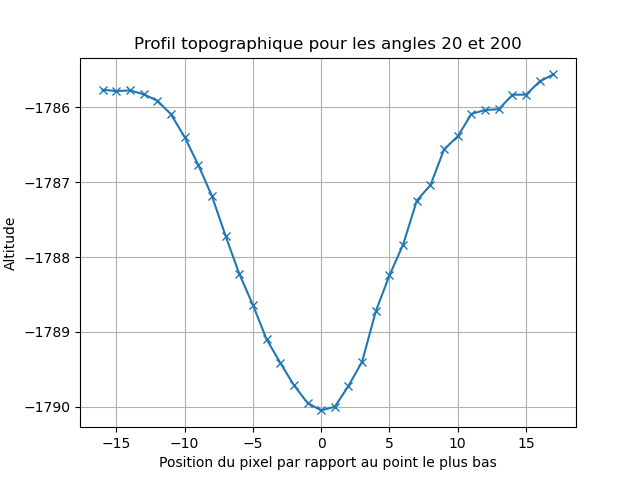 Profil topographique pour les angles 20 et 200
Altitude
−1786
−1787
−1788
−1789
−1790
−15 −10 −5 0 5 10 15
Position du pixel par rapport au point le plus bas